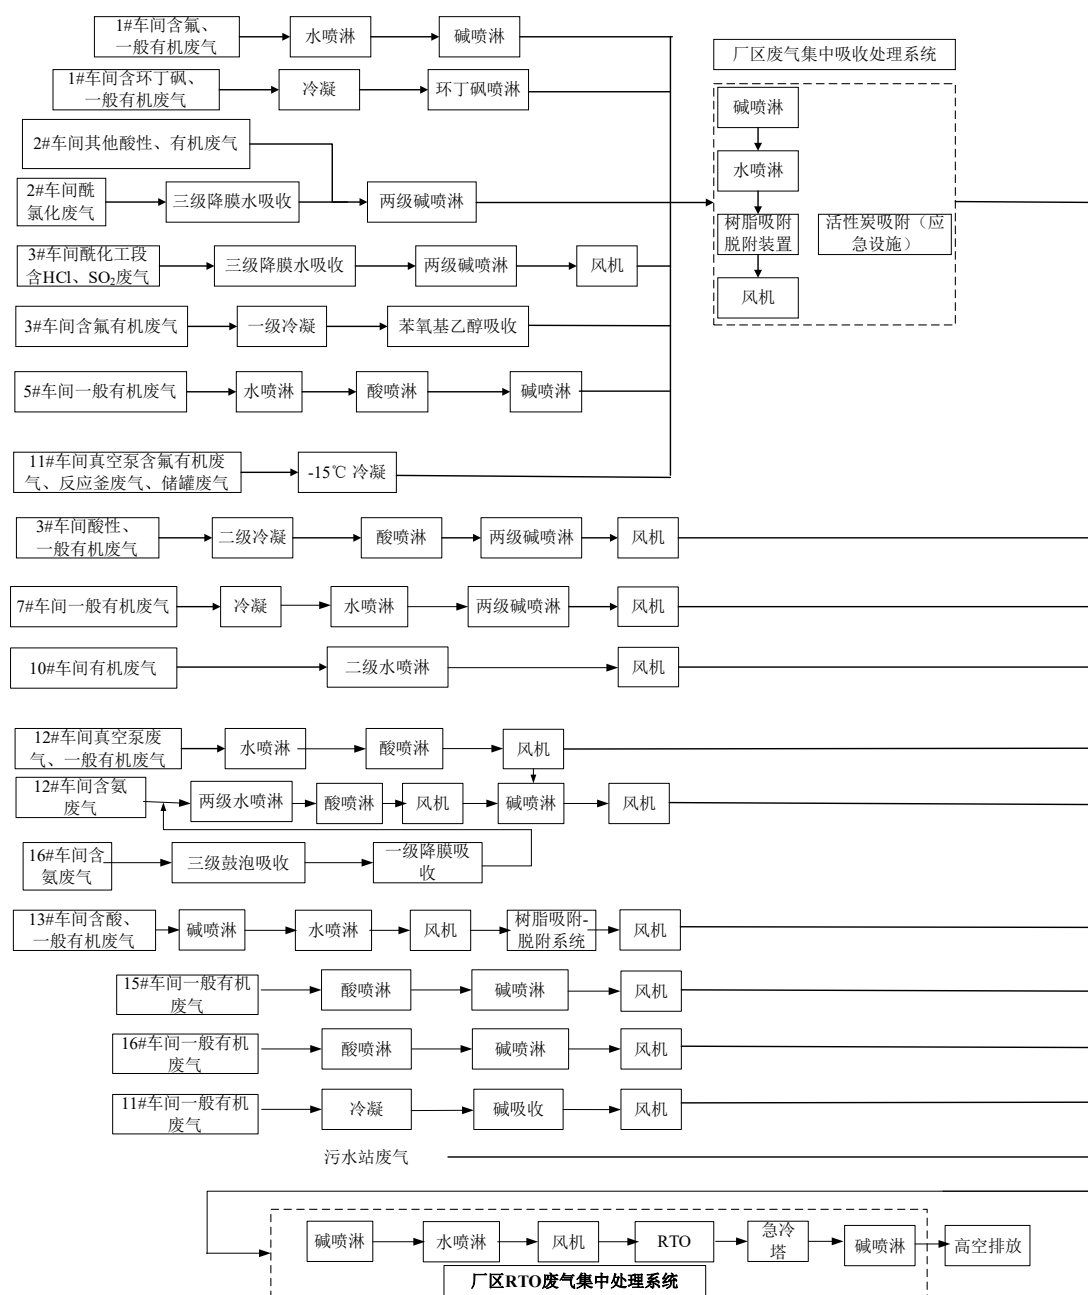 1#车间含氟、
一般有机废气
水喷淋
碱喷淋
厂区废气集中吸收处理系统
1#车间含环丁砜、
一般有机废气
冷凝
环丁砜喷淋
碱喷淋
2#车间其他酸性、有机废气
水喷淋
2#车间酰
氯化废气
三级降膜水吸收
两级碱喷淋
树脂吸附
脱附装置
活性炭吸附（应
急设施）
3#车间酰化工段
含HCl、SO₂废气
三级降膜水吸收
两级碱喷淋
风机
风机
3#车间含氟有机废气
一级冷凝
苯氧基乙醇吸收
5#车间一般有机废气
水喷淋
酸喷淋
碱喷淋
11#车间真空泵含氟有机废
气、反应釜废气、储罐废气
-15℃ 冷凝
3#车间酸性、
一般有机废气
二级冷凝
酸喷淋
两级碱喷淋
风机
7#车间一般有机废气
冷凝
水喷淋
两级碱喷淋
风机
10#车间有机废气
二级水喷淋
风机
12#车间真空泵废
气、一般有机废气
水喷淋
酸喷淋
风机
12#车间含氨
废气
两级水喷淋
酸喷淋
风机
碱喷淋
风机
16#车间含
氨废气
三级鼓泡吸收
一级降膜吸
收
13#车间含酸、
一般有机废气
碱喷淋
水喷淋
风机
树脂吸附-
脱附系统
风机
15#车间一般有机
废气
酸喷淋
碱喷淋
风机
16#车间一般有机
废气
酸喷淋
碱喷淋
风机
11#车间一般有机
废气
冷凝
碱吸收
风机
污水站废气
碱喷淋
水喷淋
风机
RTO
急冷
塔
碱喷淋
高空排放
厂区RTO废气集中处理系统